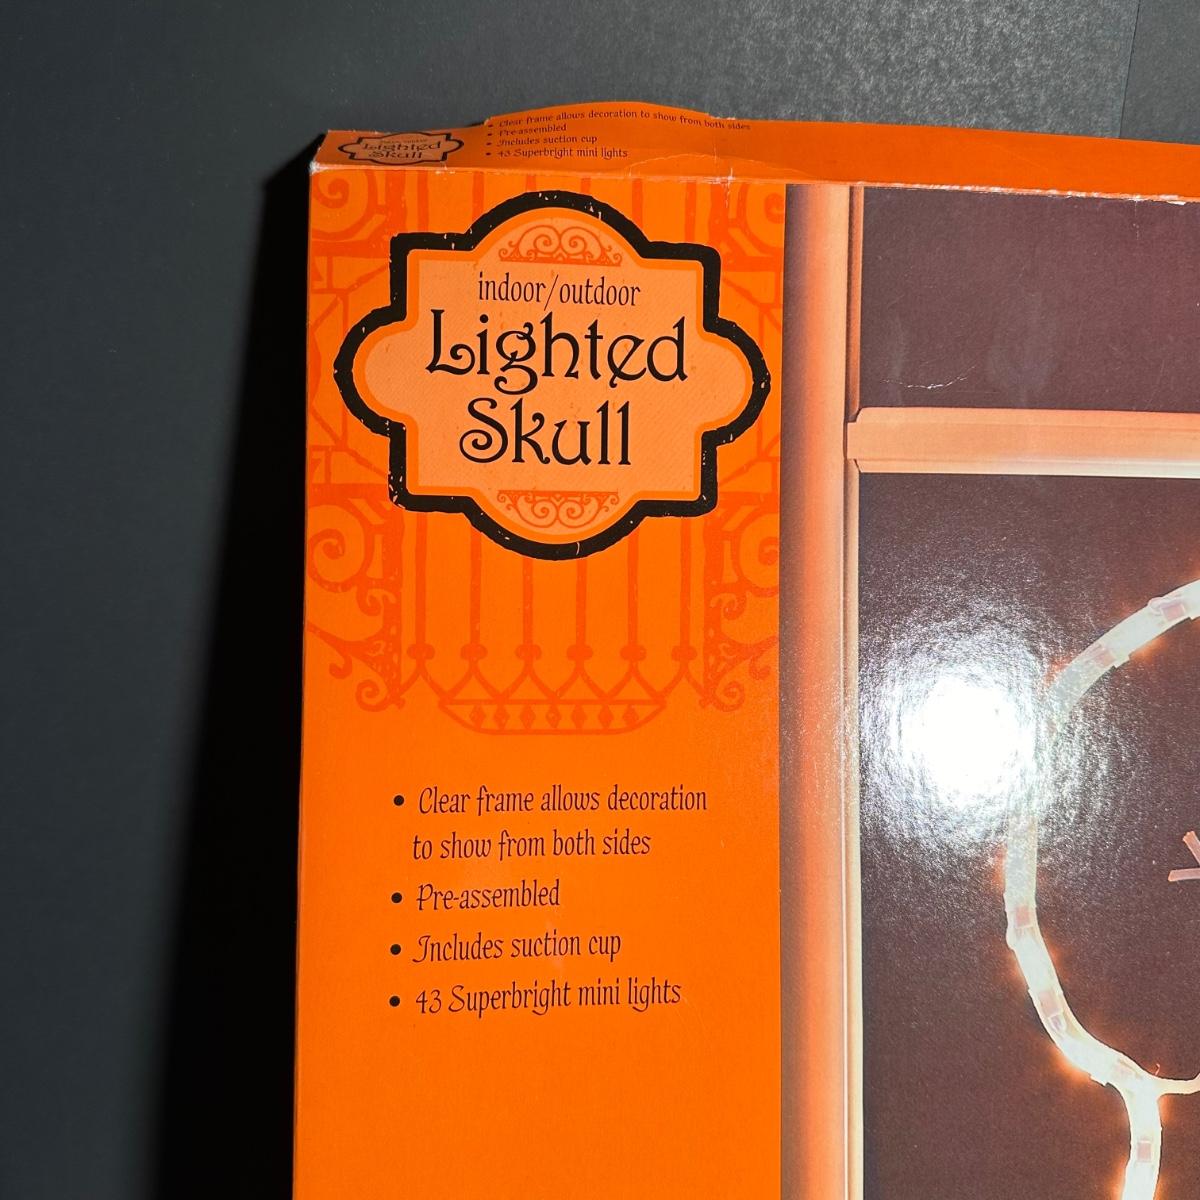 Lighted
Skull
• Clear frame allows decoration to show from both sides
• Pre-assembled
• Includes suction cup
• 43 Superbright mini lights
indoor/outdoor
Lighted
Skull
• Clear frame allows decoration
to show from both sides
• Pre-assembled
• Includes suction cup
• 43 Superbright mini lights